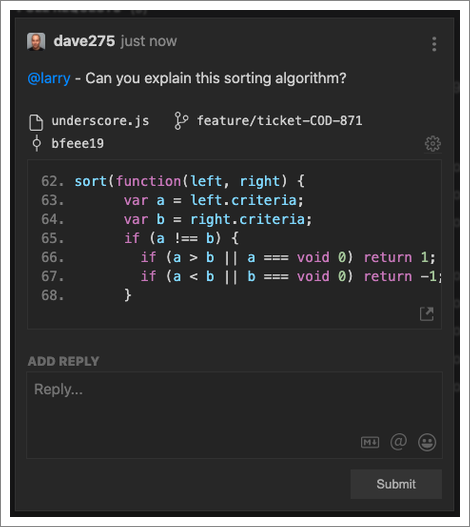 dave275 just now
@larry - Can you explain this sorting algorithm?
underscore.js feature/ticket-COD-871
bfeee19
62. sort(function(left, right) {
63. var a = left.criteria;
64. var b = right.criteria;
65. if (a !== b) {
66. if (a > b || a === void 0) return 1;
67. if (a < b || b === void 0) return -1;
68. }
ADD REPLY
Reply...
M↓ @
Submit